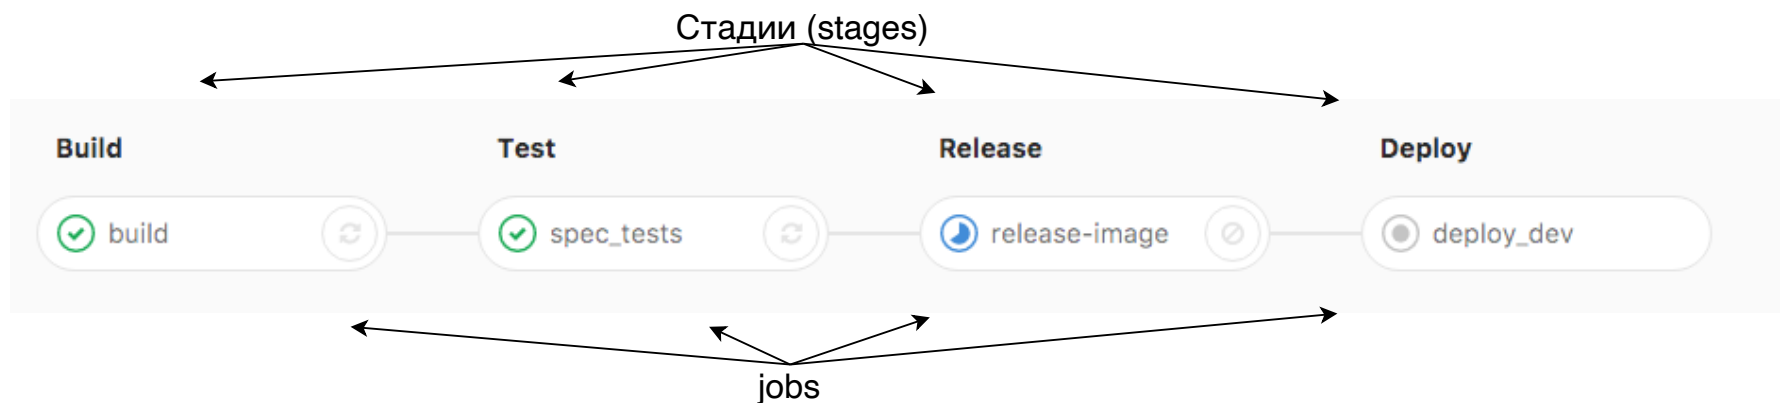 Стадии (stages)
Build Test Release Deploy
build spec_tests release-image deploy_dev
jobs